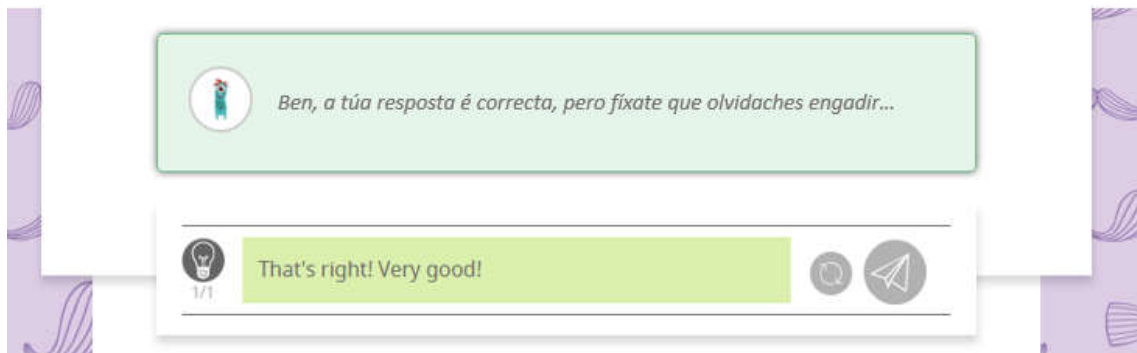 Ben, a túa resposta é correcta, pero fíxate que olvidaches engadir...
That's right! Very good!
1/1